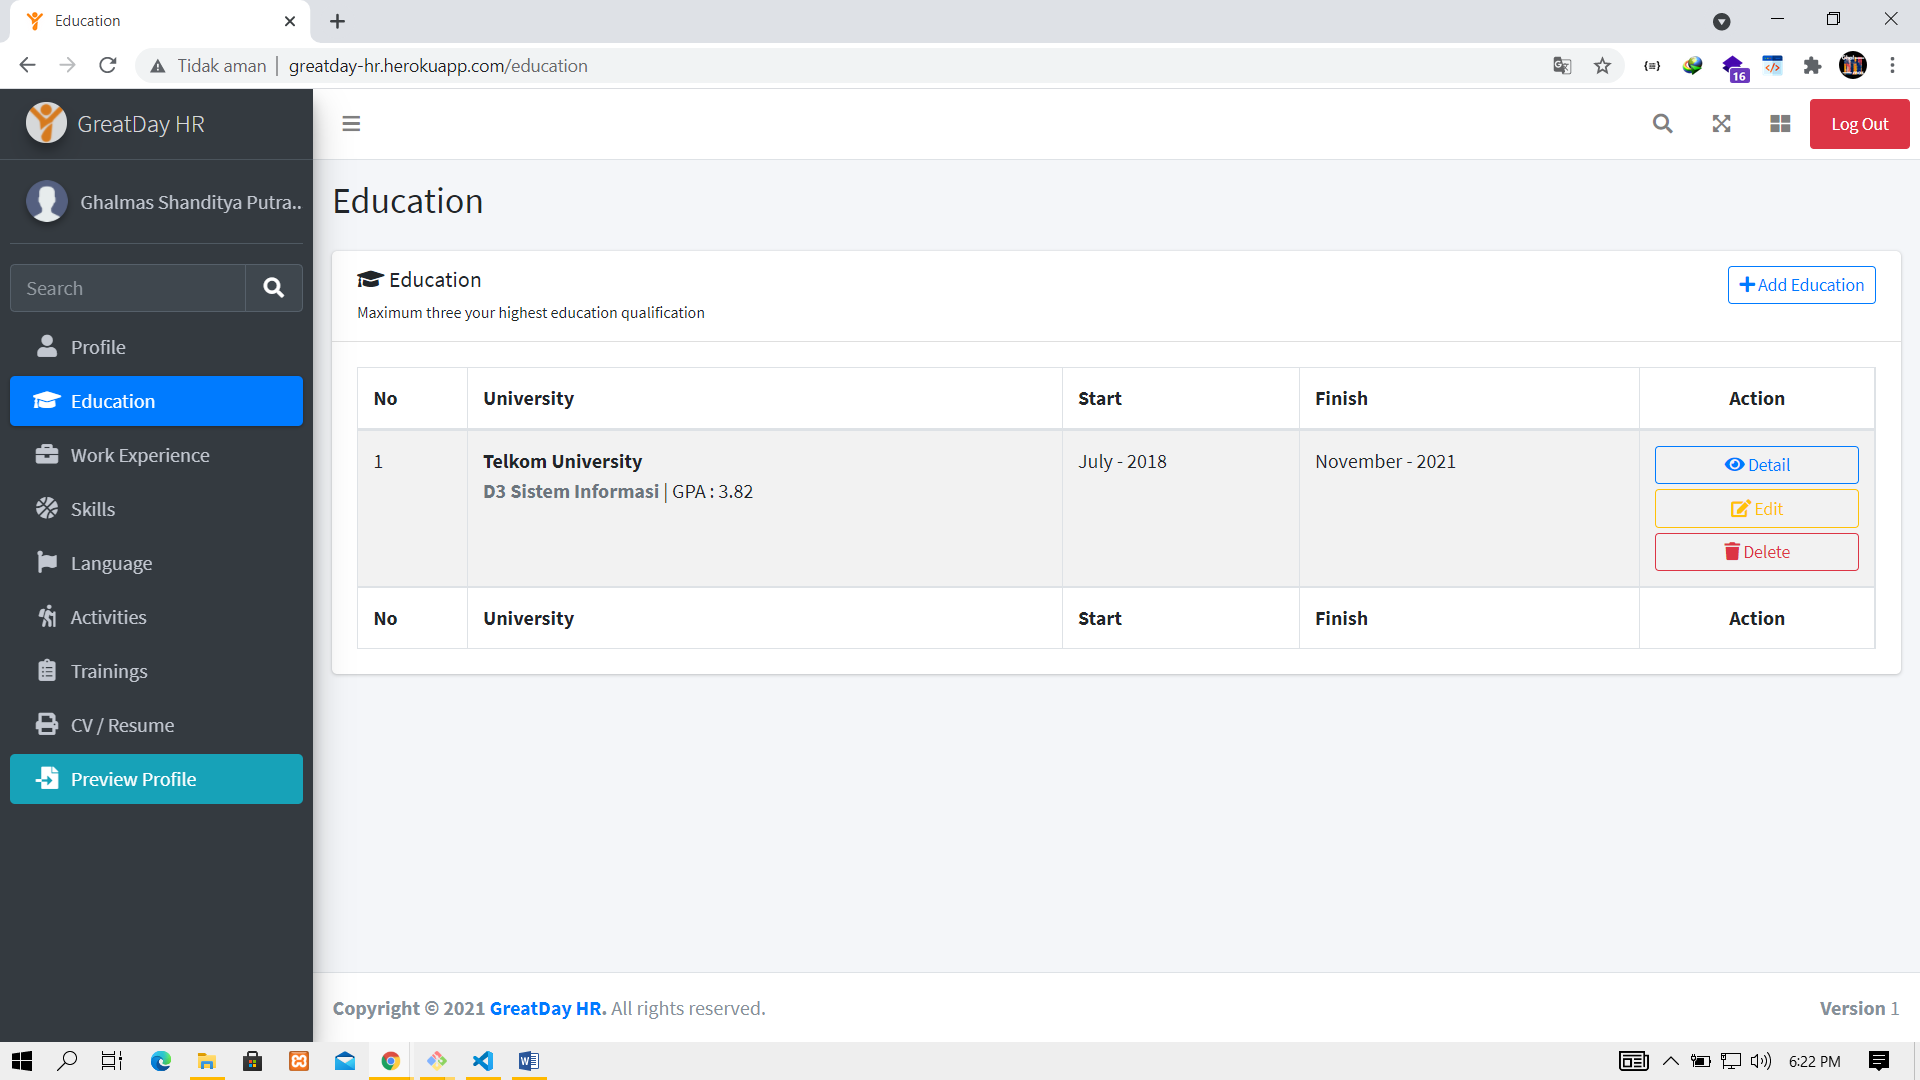 Education
Tidak aman | greatday-hr.herokuapp.com/education
16
GreatDay HR
Log Out
Ghalmas Shanditya Putra..
Search
Profile
Education
Work Experience
Skills
Language
Activities
Trainings
CV / Resume
Preview Profile
Education
Education
Add Education
Maximum three your highest education qualification
No University Start Finish Action
1 Telkom University July - 2018 November - 2021 Detail
D3 Sistem Informasi | GPA : 3.82
Edit
Delete
No University Start Finish Action
Copyright © 2021 GreatDay HR. All rights reserved.
Version 1
6:22 PM